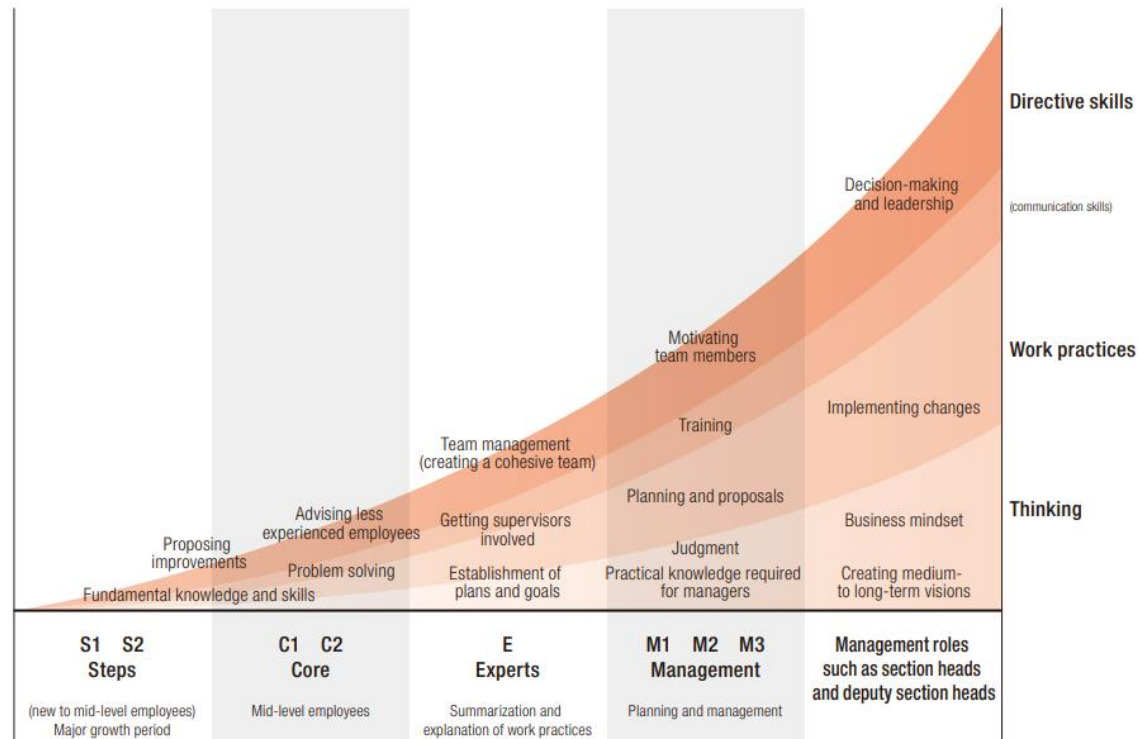 Directive skills
Decision-making
and leadership
(communication skills)
Motivating
team members
Work practices
Implementing changes
Training
Team management
(creating a cohesive team)
Planning and proposals
Thinking
Advising less
experienced employees
Getting supervisors
involved
Business mindset
Proposing
improvements
Judgment
Problem solving
Establishment of
plans and goals
Practical knowledge required
for managers
Creating medium-
to long-term visions
Fundamental knowledge and skills
S1 S2
Steps
(new to mid-level employees)
Major growth period
C1 C2
Core
Mid-level employees
E
Experts
Summarization and
explanation of work practices
M1 M2 M3
Management
Planning and management
Management roles
such as section heads
and deputy section heads